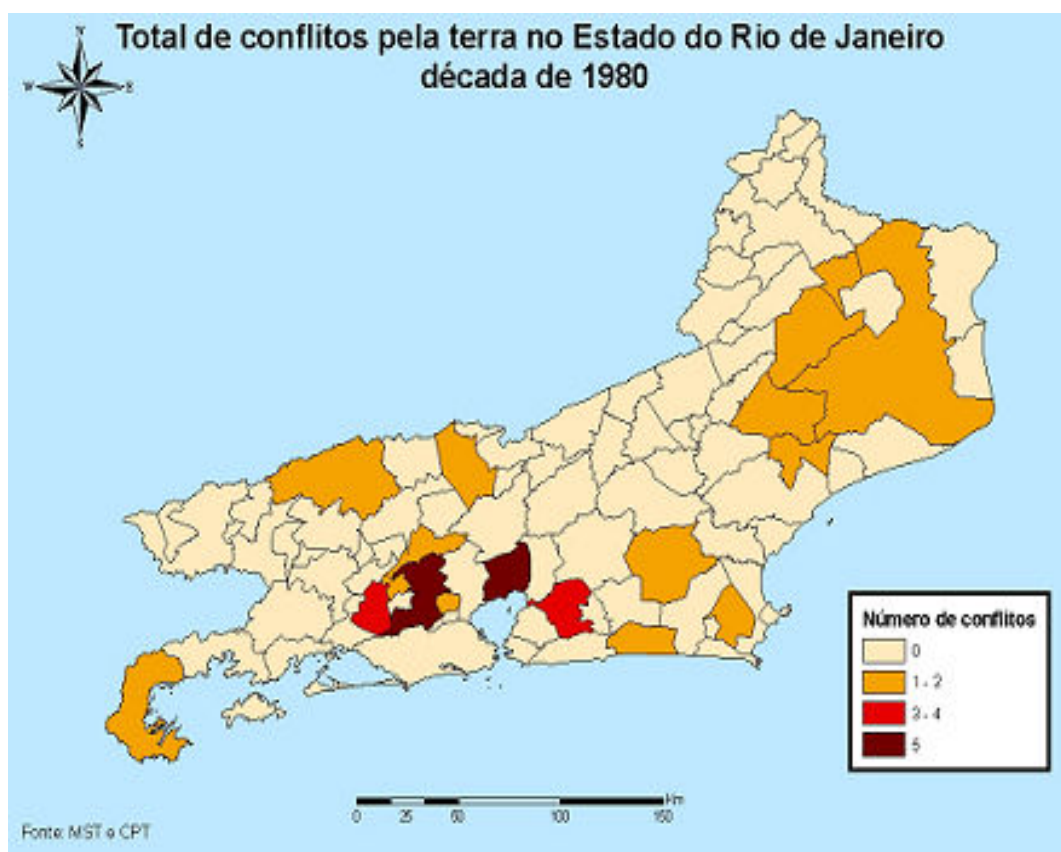 Total de conflitos pela terra no Estado do Rio de Janeiro
década de 1980
N
W
E
S
Número de conflitos
0
1 - 2
3 - 4
5
Km
0 25 50 100 150
Fonte: MST e CPT